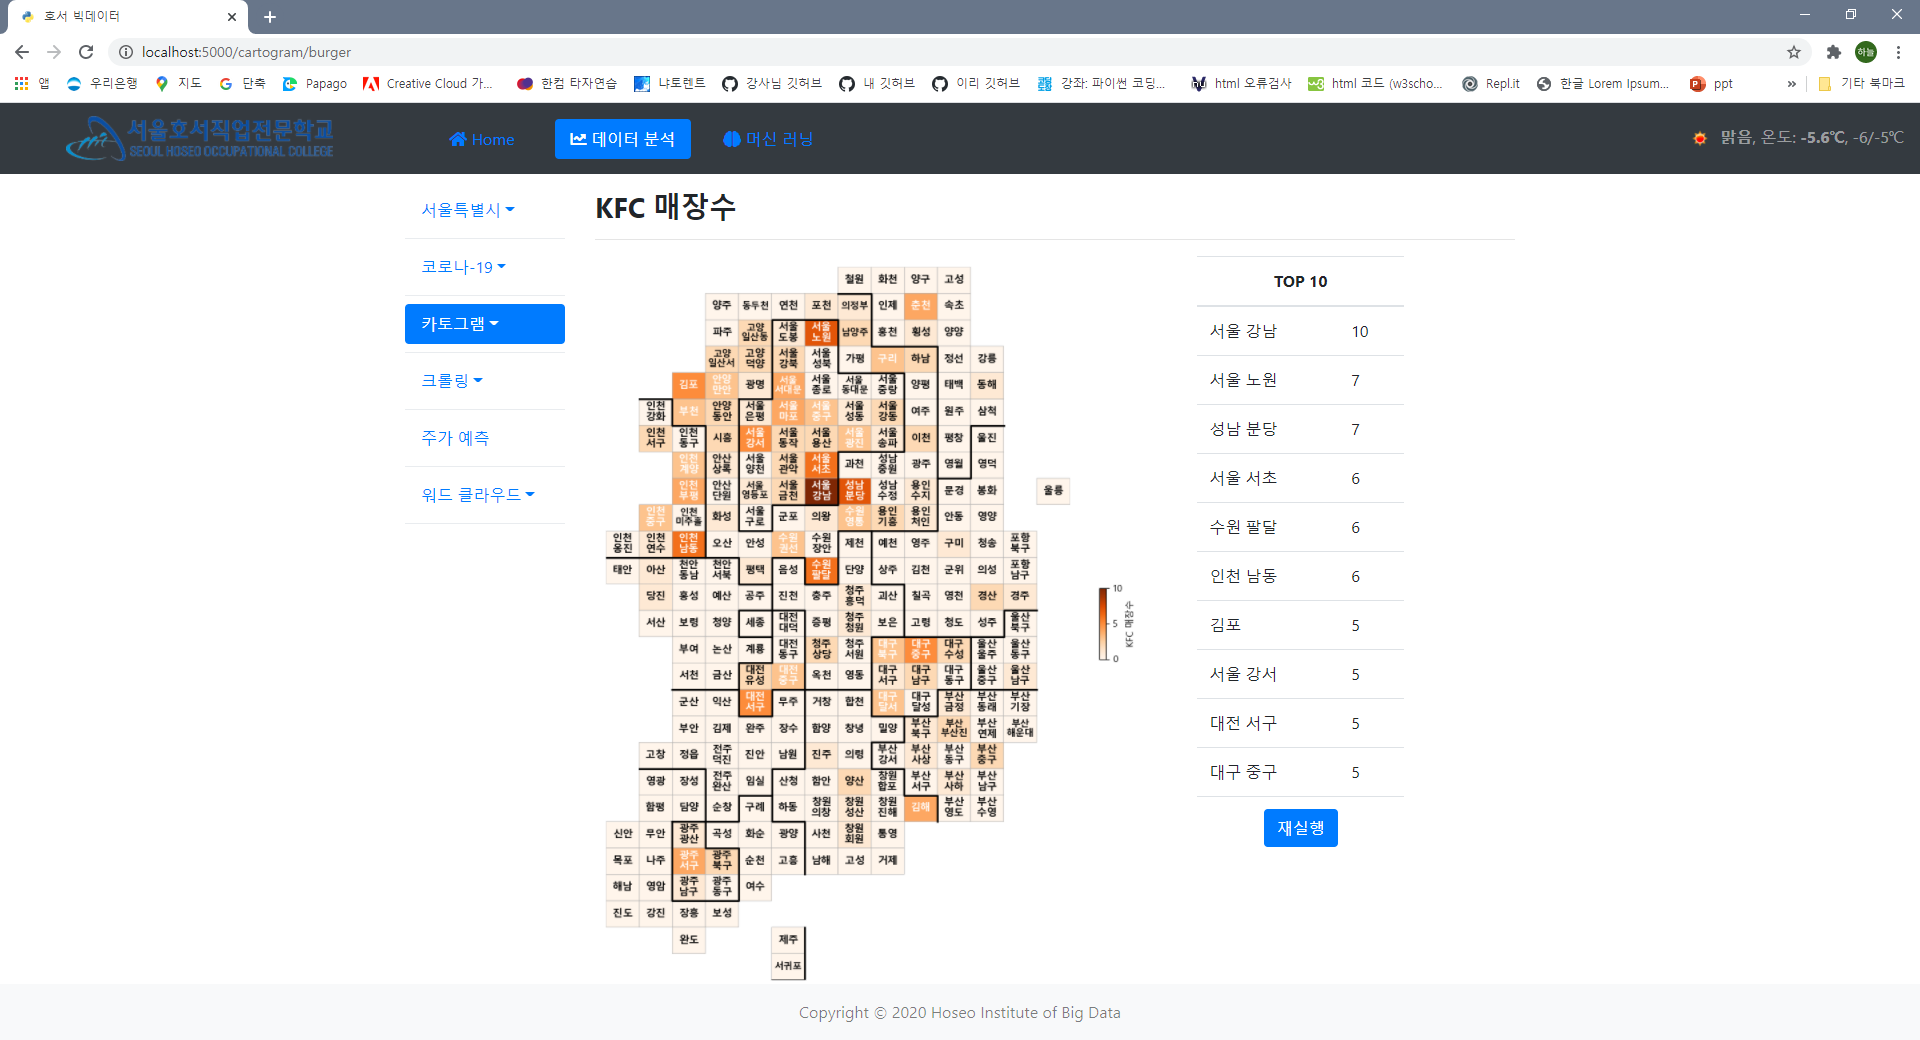 호서 빅데이터
localhost:5000/cartogram/burger
하늘
앱 우리은행 지도 단축 Papago Creative Cloud 가... 한컴 타자연습 냐토렌트 강사님 깃허브 내 깃허브 이리 깃허브 강좌: 파이썬 코딩... html 오류검사 html 코드 (w3scho... Repl.it 한글 Lorem Ipsum... ppt » 기타 북마크
서울호서직업전문학교
SEOUL HOSEO OCCUPATIONAL COLLEGE
Home 데이터 분석 머신 러닝
맑음, 온도: -5.6℃, -6/-5℃
서울특별시
코로나-19
카토그램
크롤링
주가 예측
워드 클라우드
KFC 매장수
철원 화천 양구 고성
양주 동두천 연천 포천 의정부 인제 춘천 속초
파주 고양 일산동 서울 도봉 서울 노원 남양주 홍천 횡성 양양
고양 일산서 고양 덕양 서울 강북 서울 성북 가평 구리 하남 정선 강릉
김포 안양 만안 광명 서울 서대문 서울 종로 서울 동대문 서울 중랑 양평 태백 동해
인천 강화 부천 안양 동안 서울 은평 서울 마포 서울 중구 서울 성동 서울 강동 여주 원주 삼척
인천 서구 인천 동구 시흥 서울 강서 서울 동작 서울 용산 서울 광진 서울 송파 이천 평창 울진
인천 계양 안산 상록 서울 양천 서울 관악 서울 서초 과천 성남 중원 광주 영월 영덕
인천 부평 안산 단원 서울 영등포 서울 금천 서울 강남 성남 분당 성남 수정 용인 수지 문경 봉화 울릉
인천 중구 인천 미추홀 화성 서울 구로 군포 의왕 수원 영통 용인 기흥 용인 처인 안동 영양
인천 옹진 인천 연수 인천 남동 오산 안성 수원 권선 수원 장안 제천 예천 영주 구미 청송 포항 북구
태안 아산 천안 동남 천안 서북 평택 음성 수원 팔달 단양 상주 김천 군위 의성 포항 남구
당진 홍성 예산 공주 진천 충주 청주 흥덕 괴산 칠곡 영천 경산 경주
서산 보령 청양 세종 대전 대덕 증평 청주 청원 보은 고령 청도 성주 울산 북구
부여 논산 계룡 대전 동구 청주 상당 청주 서원 대구 북구 대구 중구 대구 수성 울산 울주 울산 동구
서천 금산 대전 유성 대전 중구 옥천 영동 대구 서구 대구 남구 대구 동구 울산 중구 울산 남구
군산 익산 대전 서구 무주 거창 합천 대구 달서 대구 달성 부산 금정 부산 동래 부산 기장
부안 김제 완주 장수 함양 창녕 밀양 부산 북구 부산 부산진 부산 연제 부산 해운대
고창 정읍 전주 덕진 진안 남원 진주 의령 부산 강서 부산 사상 부산 동구 부산 중구
영광 장성 전주 완산 임실 산청 함안 양산 창원 합포 부산 서구 부산 사하 부산 남구
함평 담양 순창 구례 하동 창원 의창 창원 성산 창원 진해 김해 부산 영도 부산 수영
신안 무안 광주 광산 곡성 화순 광양 사천 창원 회원 통영
목포 나주 광주 서구 광주 북구 순천 고흥 남해 고성 거제
해남 영암 광주 남구 광주 동구 여수
진도 강진 장흥 보성
완도 제주
서귀포
10
5
0
KFC 매장수
TOP 10
서울 강남 10
서울 노원 7
성남 분당 7
서울 서초 6
수원 팔달 6
인천 남동 6
김포 5
서울 강서 5
대전 서구 5
대구 중구 5
재실행
Copyright © 2020 Hoseo Institute of Big Data